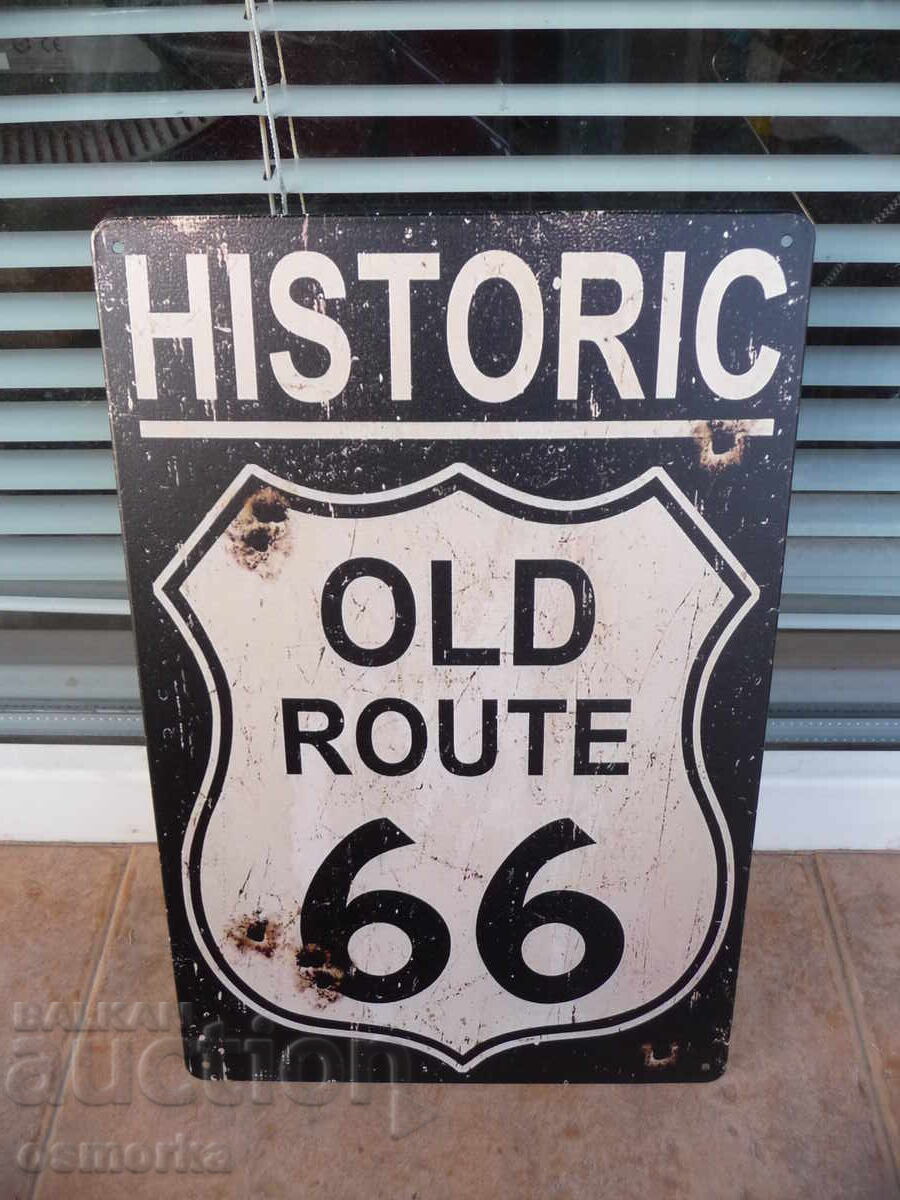 HISTORIC
OLD
ROUTE
66
BALKAN
auction
osmorka